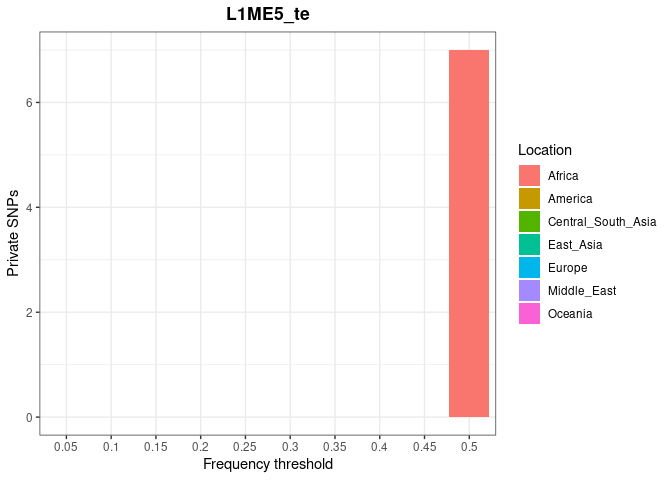 L1ME5_te
Private SNPs
6
4
2
0
0.05 0.1 0.15 0.2 0.25 0.3 0.35 0.4 0.45 0.5
Frequency threshold
Location
Africa
America
Central_South_Asia
East_Asia
Europe
Middle_East
Oceania